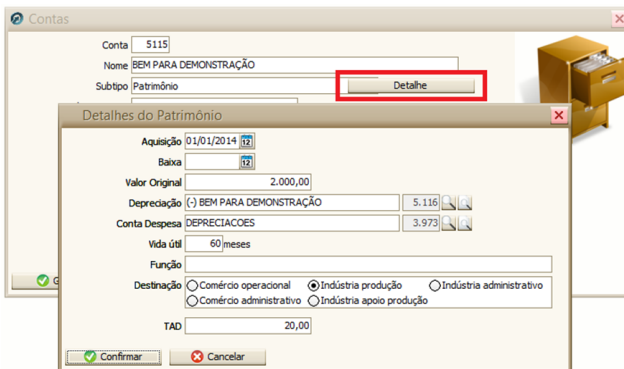 Contas
Conta 5115
Nome BEM PARA DEMONSTRAÇÃO
Subtipo Patrimônio Detalhe
Detalhes do Patrimônio
Aquisição 01/01/2014 12
Baixa 12
Valor Original 2.000,00
Depreciação (-) BEM PARA DEMONSTRAÇÃO 5.116
Conta Despesa DEPRECIACOES 3.973
Vida útil 60 meses
Função
Destinação Comércio operacional Indústria produção Indústria administrativo
Comércio administrativo Indústria apoio produção
TAD 20,00
Confirmar Cancelar